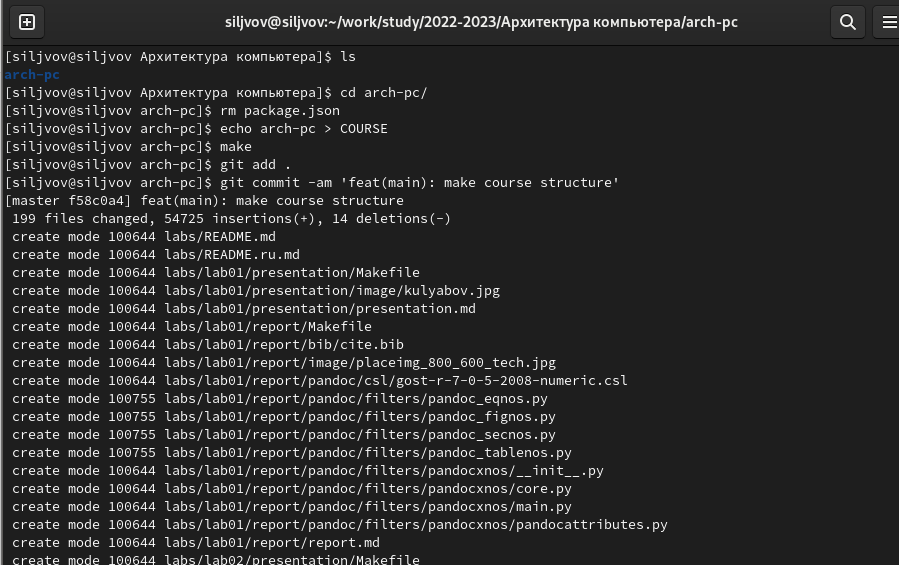 siljvov@siljvov:~/work/study/2022-2023/Архитектура компьютера/arch-pc
[siljvov@siljvov Архитектура компьютера]$ ls
arch-pc
[siljvov@siljvov Архитектура компьютера]$ cd arch-pc/
[siljvov@siljvov arch-pc]$ rm package.json
[siljvov@siljvov arch-pc]$ echo arch-pc > COURSE
[siljvov@siljvov arch-pc]$ make
[siljvov@siljvov arch-pc]$ git add .
[siljvov@siljvov arch-pc]$ git commit -am 'feat(main): make course structure'
[master f58c0a4] feat(main): make course structure
 199 files changed, 54725 insertions(+), 14 deletions(-)
 create mode 100644 labs/README.md
 create mode 100644 labs/README.ru.md
 create mode 100644 labs/lab01/presentation/Makefile
 create mode 100644 labs/lab01/presentation/image/kulyabov.jpg
 create mode 100644 labs/lab01/presentation/presentation.md
 create mode 100644 labs/lab01/report/Makefile
 create mode 100644 labs/lab01/report/bib/cite.bib
 create mode 100644 labs/lab01/report/image/placeimg_800_600_tech.jpg
 create mode 100644 labs/lab01/report/pandoc/csl/gost-r-7-0-5-2008-numeric.csl
 create mode 100755 labs/lab01/report/pandoc/filters/pandoc_eqnos.py
 create mode 100755 labs/lab01/report/pandoc/filters/pandoc_fignos.py
 create mode 100755 labs/lab01/report/pandoc/filters/pandoc_secnos.py
 create mode 100755 labs/lab01/report/pandoc/filters/pandoc_tablenos.py
 create mode 100644 labs/lab01/report/pandoc/filters/pandocxnos/__init__.py
 create mode 100644 labs/lab01/report/pandoc/filters/pandocxnos/core.py
 create mode 100644 labs/lab01/report/pandoc/filters/pandocxnos/main.py
 create mode 100644 labs/lab01/report/pandoc/filters/pandocxnos/pandocattributes.py
 create mode 100644 labs/lab01/report/report.md
 create mode 100644 labs/lab02/presentation/Makefile